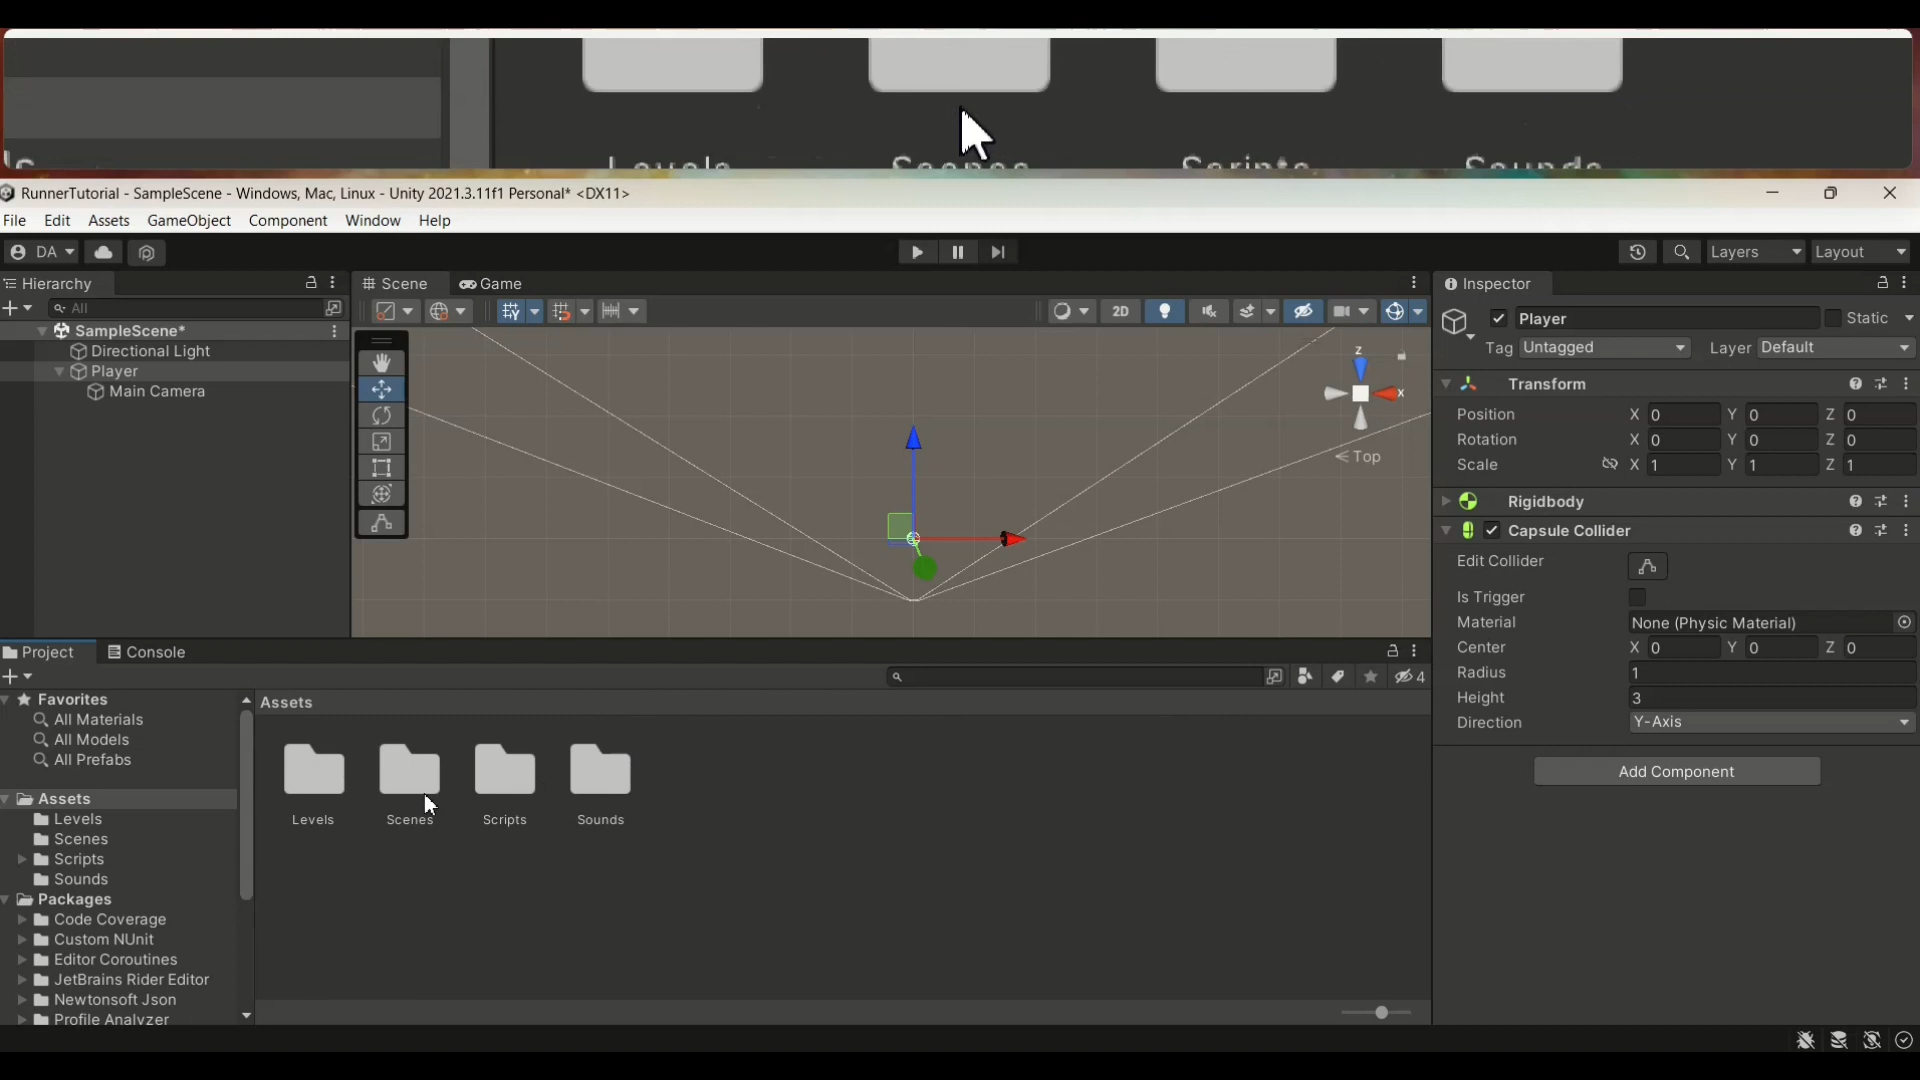 Levels Scenes Scripts Sounds
RunnerTutorial - SampleScene - Windows, Mac, Linux - Unity 2021.3.11f1 Personal* <DX11>
File Edit Assets GameObject Component Window Help
DA Layers Layout
Hierarchy
All
SampleScene*
Directional Light
Player
Main Camera
Scene Game
2D
Z
X
Top
Inspector
Player Static
Tag Untagged Layer Default
Transform
Position X 0 Y 0 Z 0
Rotation X 0 Y 0 Z 0
Scale X 1 Y 1 Z 1
Rigidbody
Capsule Collider
Edit Collider
Is Trigger
Material None (Physic Material)
Center X 0 Y 0 Z 0
Radius 1
Height 3
Direction Y-Axis
Add Component
Project Console
4
Favorites
All Materials
All Models
All Prefabs
Assets
Levels
Scenes
Scripts
Sounds
Packages
Code Coverage
Custom NUnit
Editor Coroutines
JetBrains Rider Editor
Newtonsoft Json
Profile Analyzer
Assets
Levels Scenes Scripts Sounds